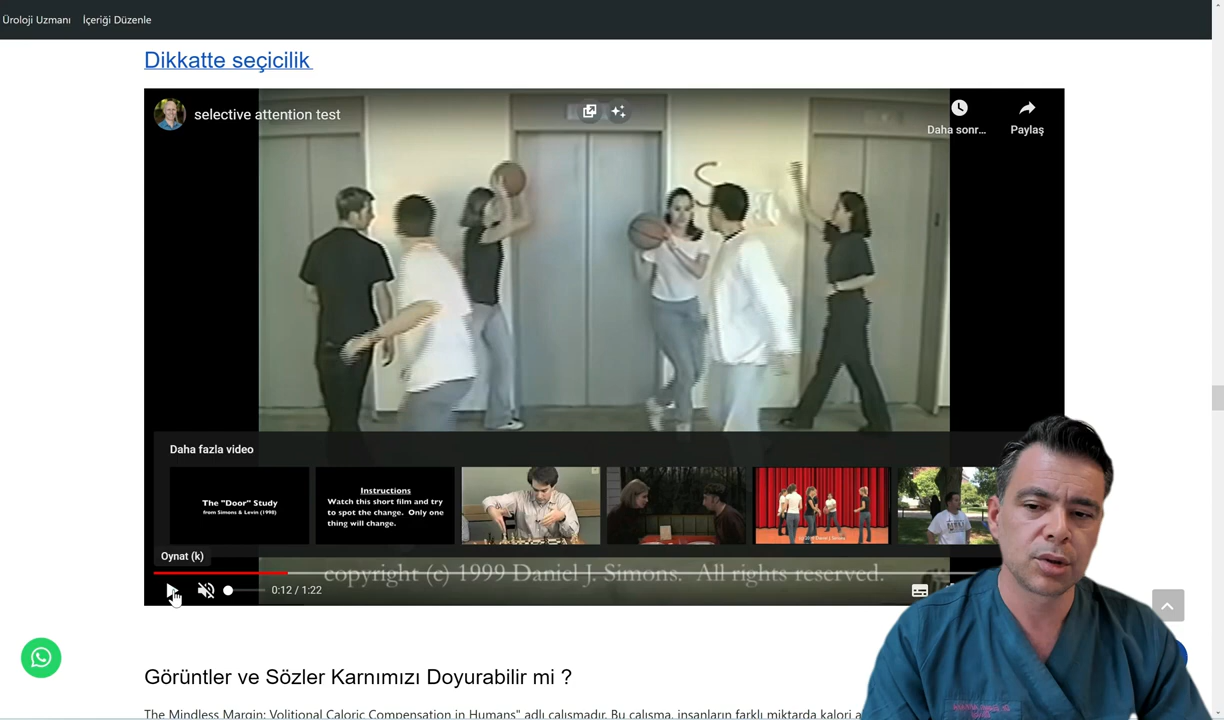 Üroloji Uzmanı İçeriği Düzenle
Dikkatte seçicilik
selective attention test
Daha sonr...
Paylaş
Daha fazla video
The "Door" Study
from Simons & Levin (1998)
Instructions
Watch this short film and try
to spot the change. Only one
thing will change.
Oynat (k)
copyright (c) 1999 Daniel J. Simons. All rights reserved.
0:12 / 1:22
Görüntler ve Sözler Karnımızı Doyurabilir mi ?
The Mindless Margin: Volitional Caloric Compensation in Humans" adlı çalışmadır. Bu çalışma, insanların farklı miktarda kalori a